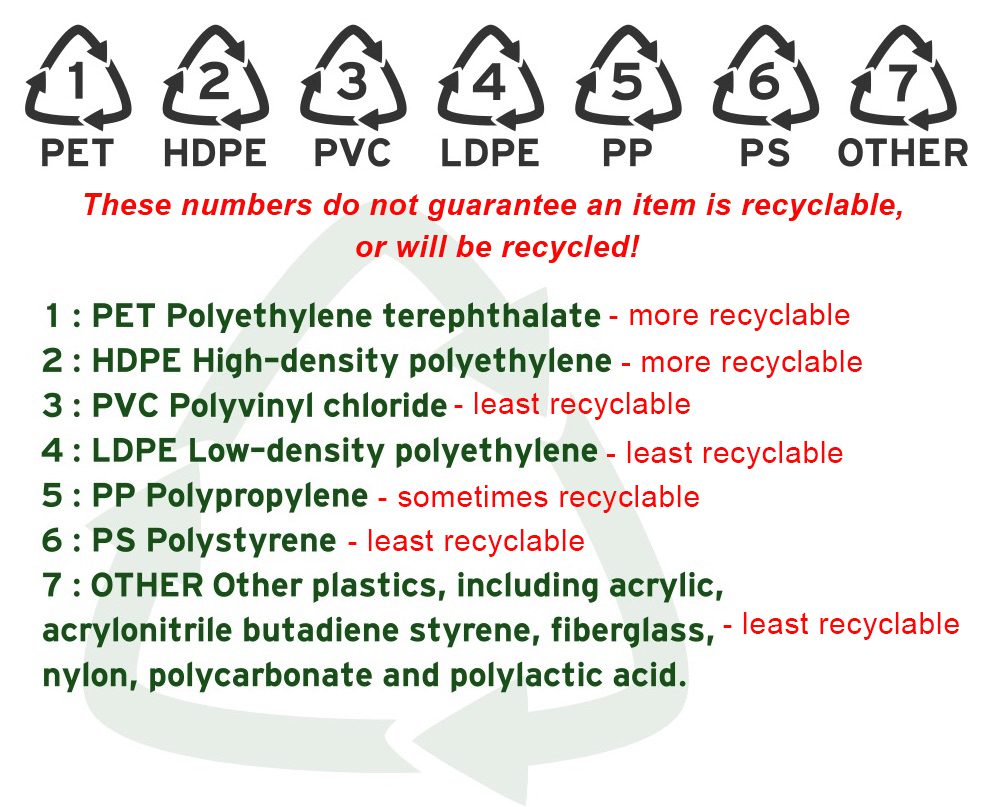 1 2 3 4 5 6 7
PET HDPE PVC LDPE PP PS OTHER
These numbers do not guarantee an item is recyclable,
or will be recycled!
1 : PET Polyethylene terephthalate - more recyclable
2 : HDPE High-density polyethylene - more recyclable
3 : PVC Polyvinyl chloride - least recyclable
4 : LDPE Low-density polyethylene - least recyclable
5 : PP Polypropylene - sometimes recyclable
6 : PS Polystyrene - least recyclable
7 : OTHER Other plastics, including acrylic,
acrylonitrile butadiene styrene, fiberglass, - least recyclable
nylon, polycarbonate and polylactic acid.